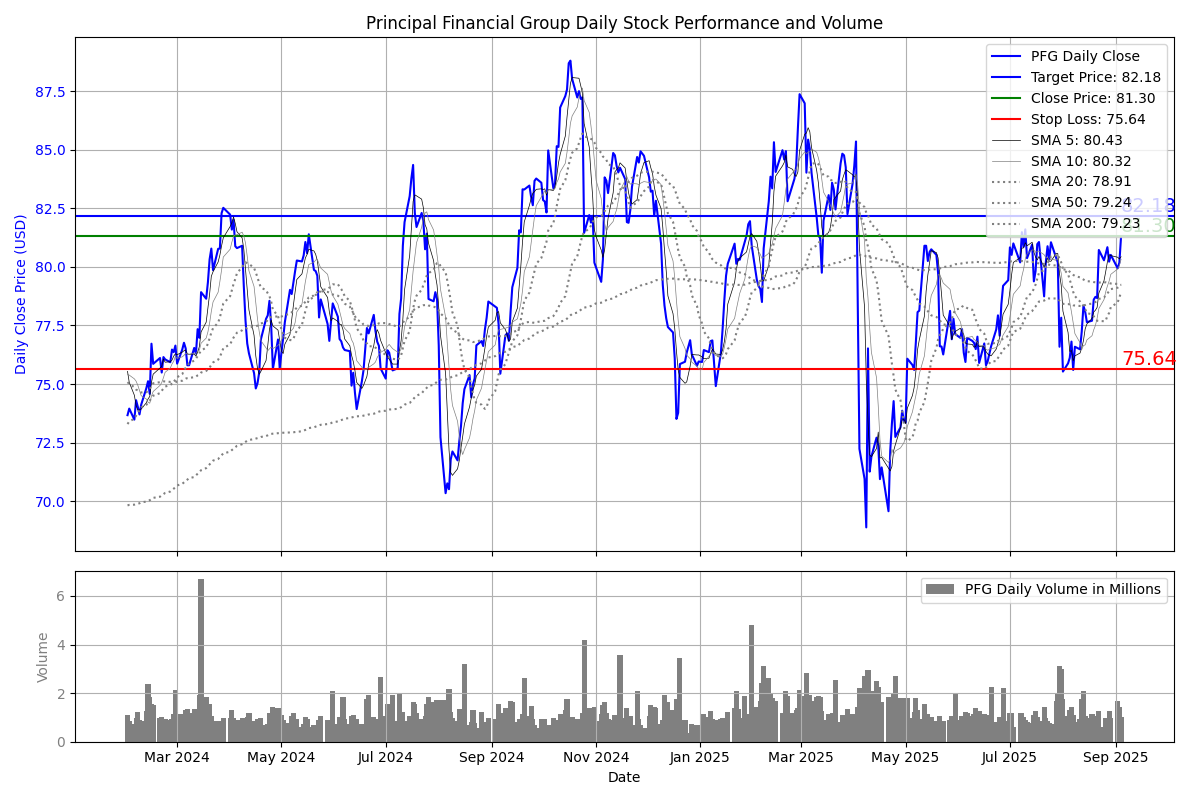 Principal Financial Group Daily Stock Performance and Volume
Daily Close Price (USD)
87.5
85.0
82.5
80.0
77.5
75.0
72.5
70.0
PFG Daily Close
Target Price: 82.18
Close Price: 81.30
Stop Loss: 75.64
SMA 5: 80.43
SMA 10: 80.32
SMA 20: 78.91
SMA 50: 79.24
SMA 200: 79.23
82.18
81.30
75.64
Volume
6
4
2
0
PFG Daily Volume in Millions
Mar 2024
May 2024
Jul 2024
Sep 2024
Nov 2024
Jan 2025
Mar 2025
May 2025
Jul 2025
Sep 2025
Date